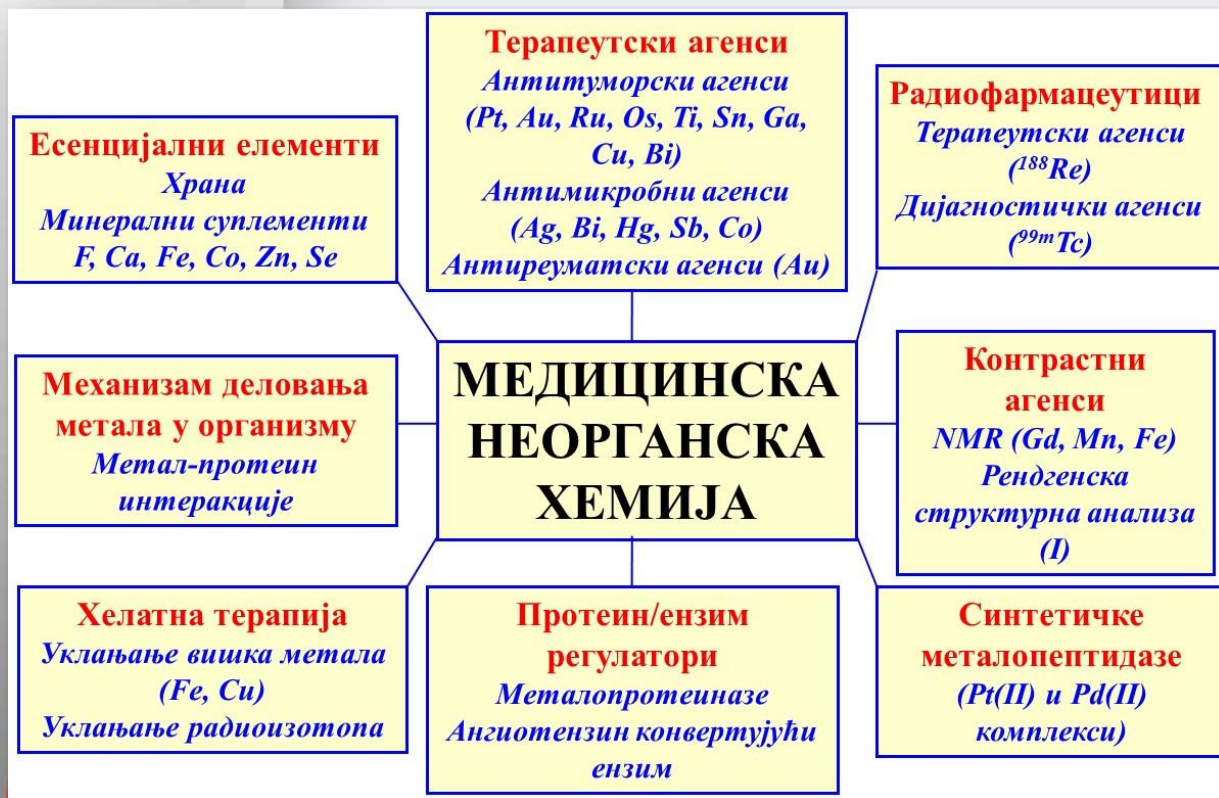 Терапеутски агенси
Антитуморски агенси
(Pt, Au, Ru, Os, Ti, Sn, Ga,
Cu, Bi)
Антимикробни агенси
(Ag, Bi, Hg, Sb, Co)
Антиреуматски агенси (Au)
Радиофармацеутици
Терапеутски агенси
(¹⁸⁸Re)
Дијагностички агенси
(⁹⁹ᵐTc)
Есенцијални елементи
Храна
Минерални суплементи
F, Ca, Fe, Co, Zn, Se
Механизам деловања
метала у организму
Метал-протеин
интеракције
МЕДИЦИНСКА
НЕОРГАНСКА
ХЕМИЈА
Контрастни
агенси
NMR (Gd, Mn, Fe)
Рендгенска
структурна анализа
(I)
Хелатна терапија
Уклањање вишка метала
(Fe, Cu)
Уклањање радиоизотопа
Протеин/ензим
регулатори
Металопротеиназе
Ангиотензин конвертујући
ензим
Синтетичке
металопептидазе
(Pt(II) и Pd(II)
комплекси)